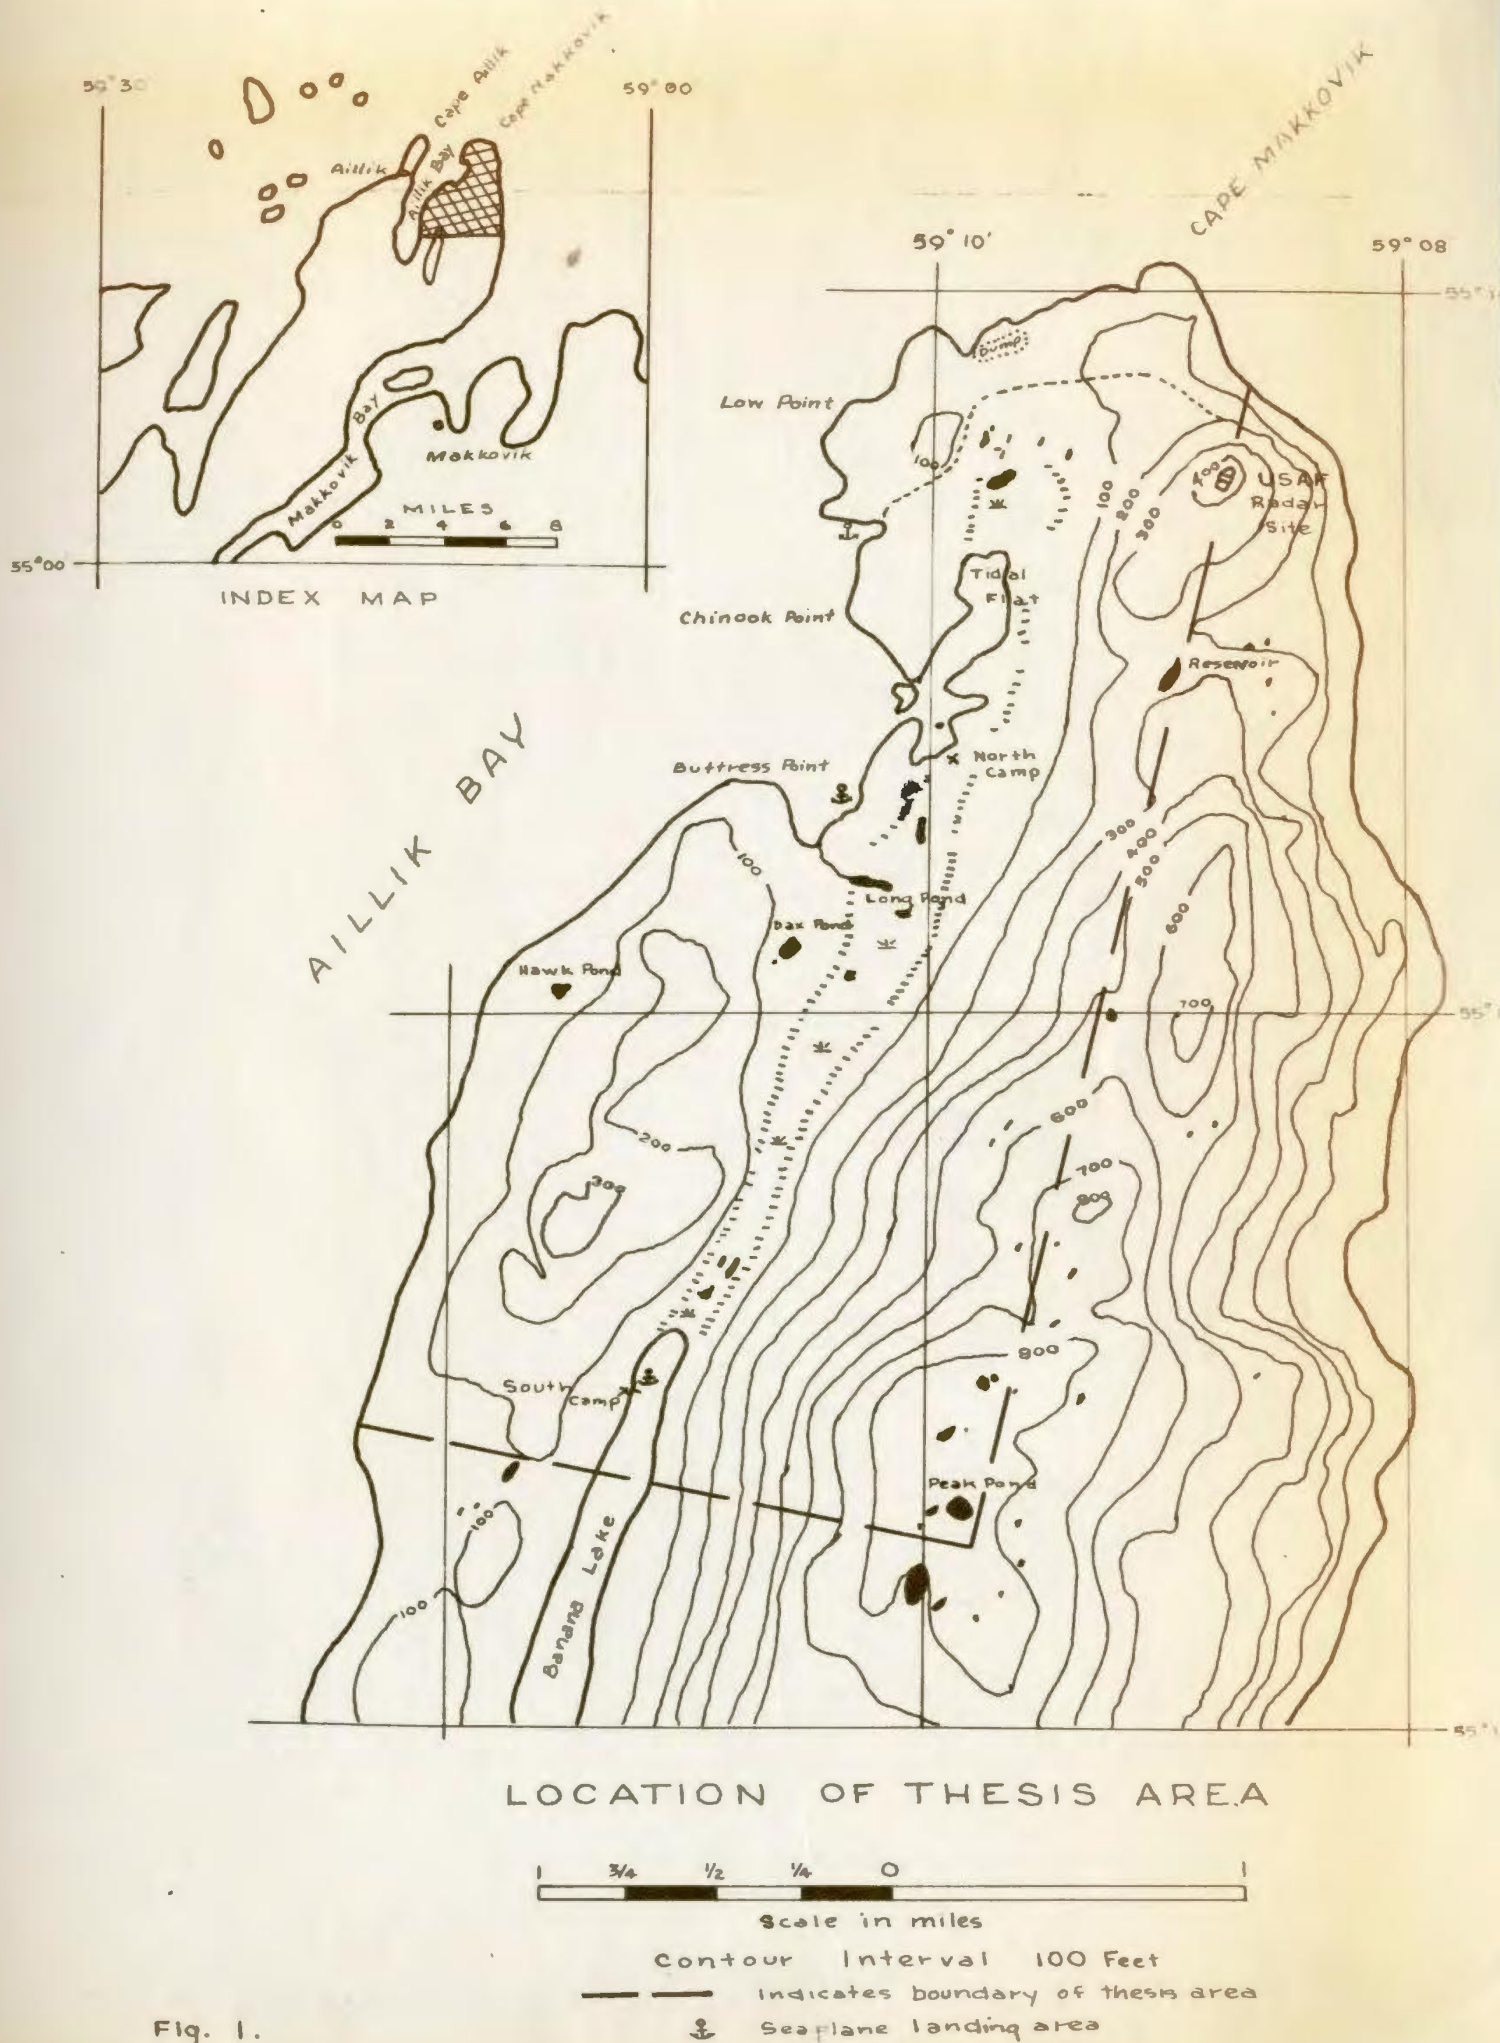 59°30
59°00
Cape Aillik
Cape Makkovik
Aillik
Aillik Bay
Bay
Makkovik
Makkovik
MILES
0 2 4 6 8
55°00
INDEX MAP
CAPE MAKKOVIK
59° 10'
59° 08
Dump
Low Point
100
100
200
300
400
USAF
Radar
Site
Tidal
Flat
Chinook Point
Reservoir
North
Camp
Buttress Point
AILLIK BAY
100
300
400
500
600
Long Pond
Dax Pond
Hawk Pond
700
600
200
700
800
300
800
South
Camp
Peak Pond
100
Banana Lake
100
LOCATION OF THESIS AREA
1 3/4 1/2 1/4 0 1
Scale in miles
Contour Interval 100 Feet
Indicates boundary of thesis area
Seaplane landing area
Fig. 1.